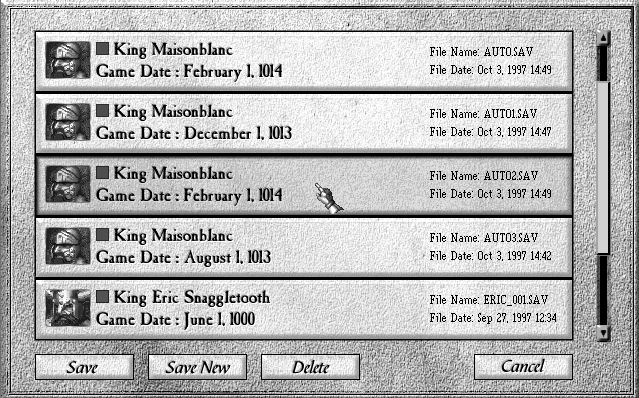 King Maisonblanc
File Name: AUTO.SAV
Game Date : February 1, 1014
File Date: Oct 3, 1997 14:49
King Maisonblanc
File Name: AUTO1.SAV
Game Date : December 1, 1013
File Date: Oct 3, 1997 14:47
King Maisonblanc
File Name: AUTO2.SAV
Game Date : February 1, 1014
File Date: Oct 3, 1997 14:49
King Maisonblanc
File Name: AUTO3.SAV
Game Date : August 1, 1013
File Date: Oct 3, 1997 14:42
King Eric Snaggletooth
File Name: ERIC_001.SAV
Game Date : June 1, 1000
File Date: Sep 27, 1997 12:34
Save
Save New
Delete
Cancel